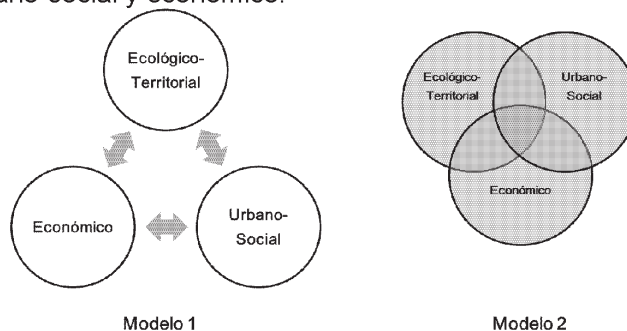 social y económico.
Ecológico-
Territorial
Económico
Urbano-
Social
Modelo 1
Ecológico-
Territorial
Urbano-
Social
Económico
Modelo 2